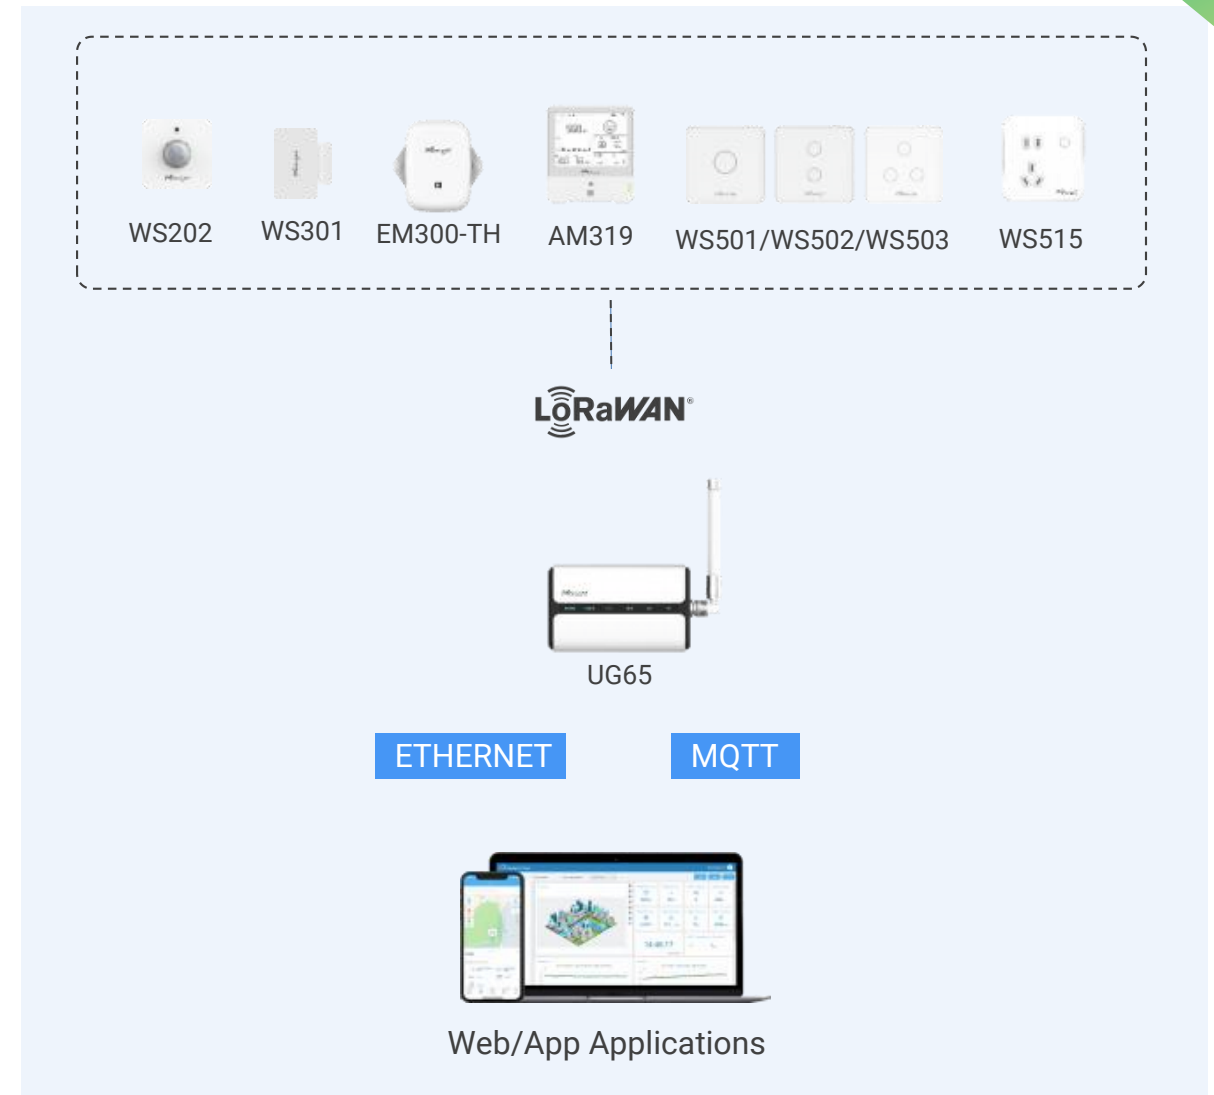 WS202
WS301
EM300-TH
AM319
WS501/WS502/WS503
WS515
LoRaWAN®
UG65
ETHERNET
MQTT
Web/App Applications